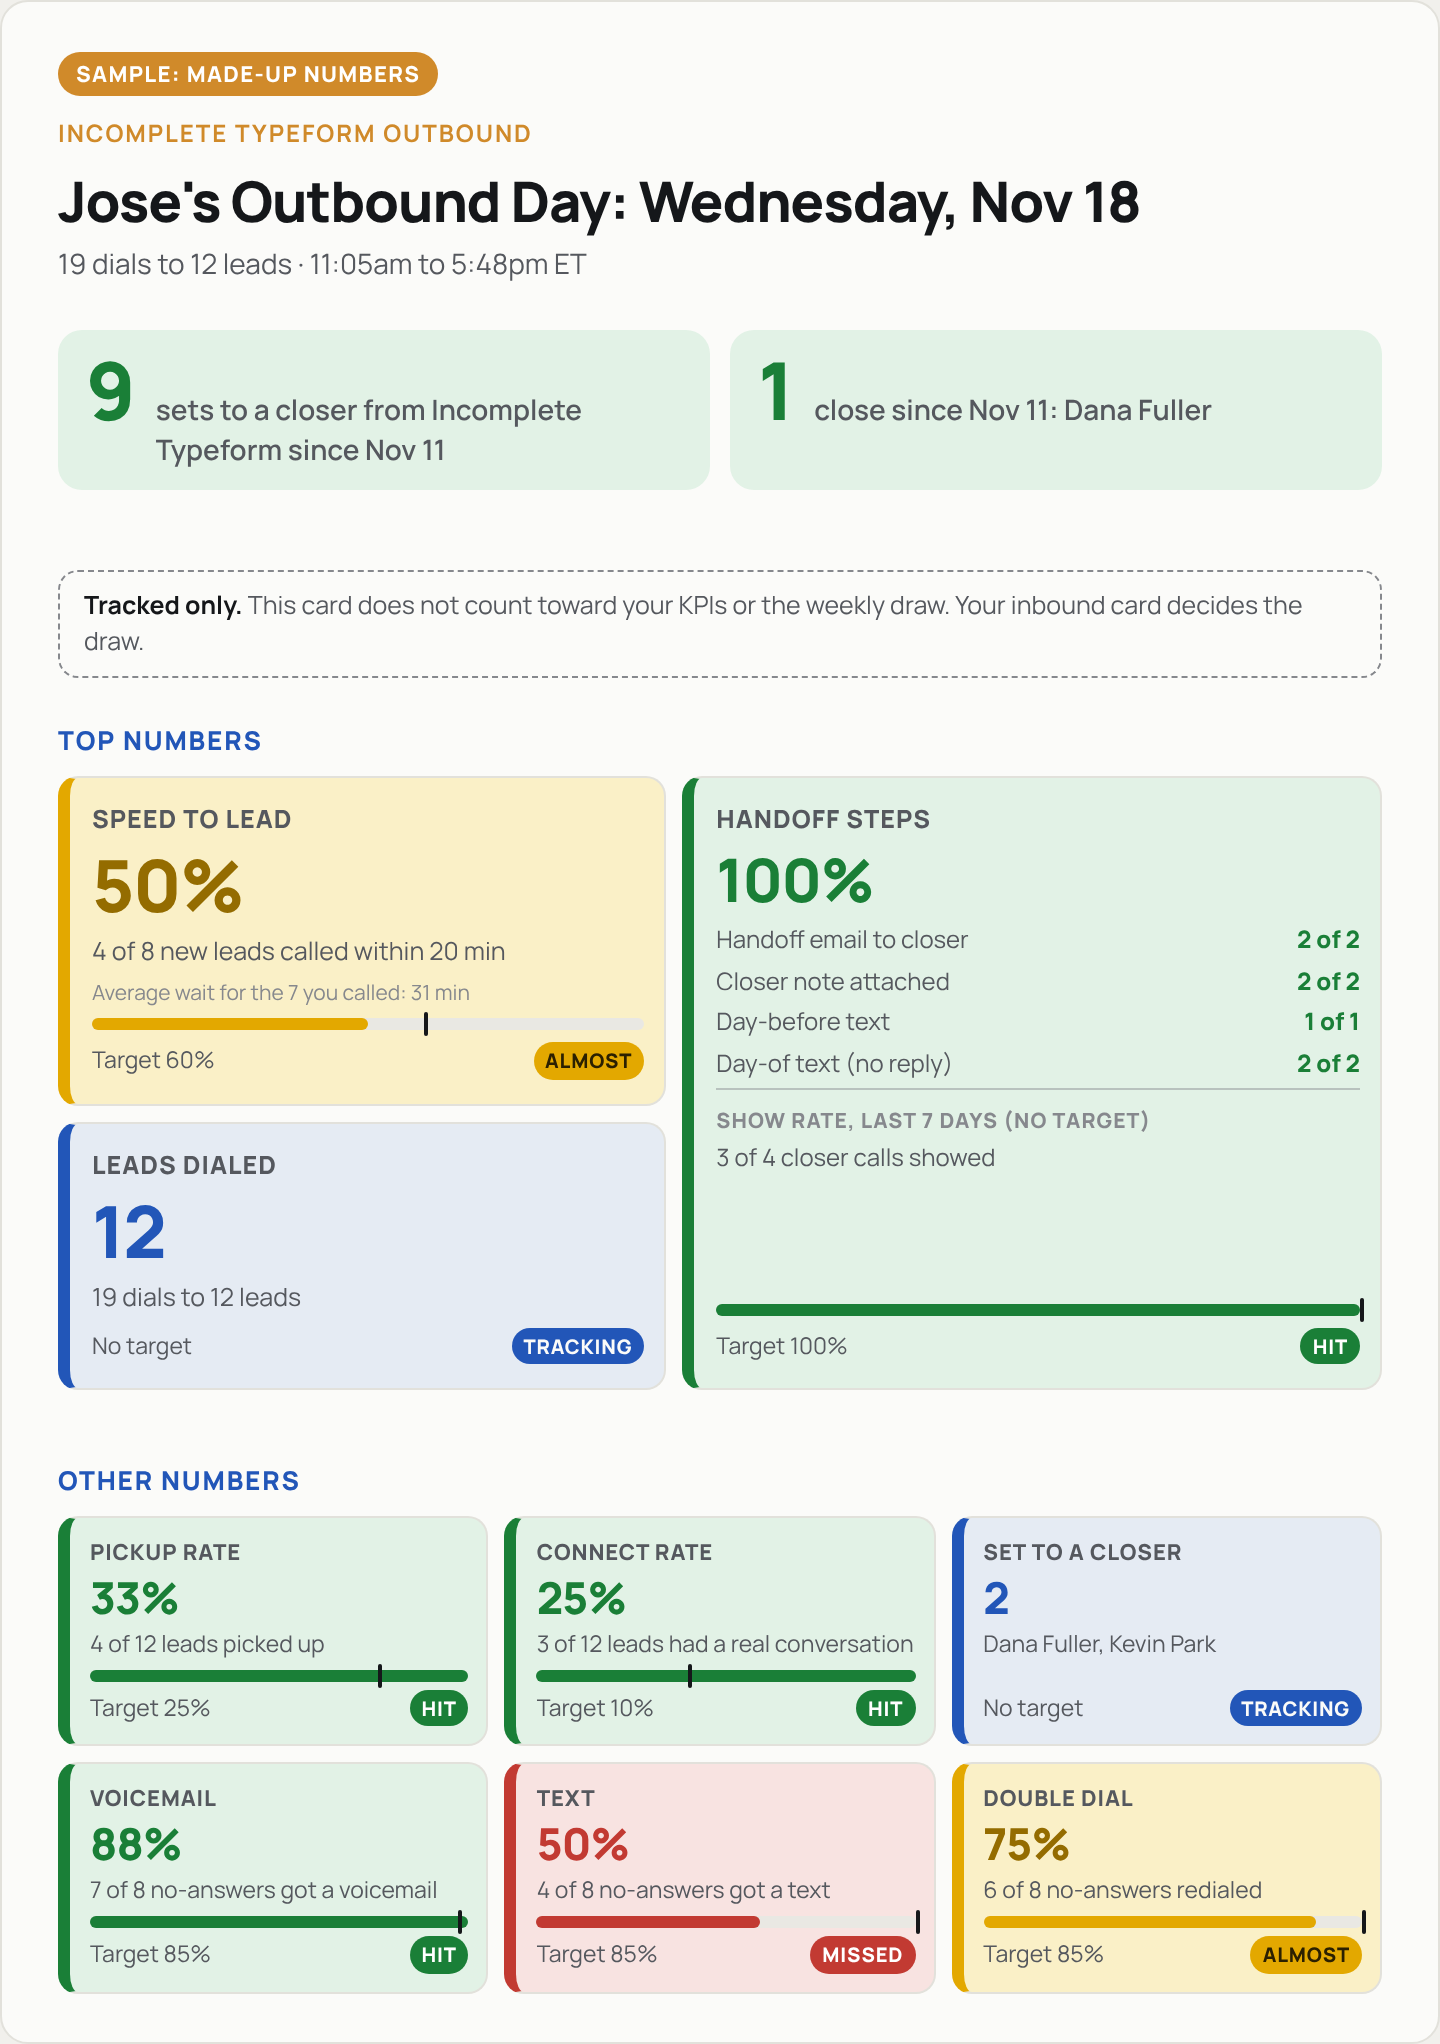 SAMPLE: MADE-UP NUMBERS
INCOMPLETE TYPEFORM OUTBOUND
Jose's Outbound Day: Wednesday, Nov 18
19 dials to 12 leads · 11:05am to 5:48pm ET
9 sets to a closer from Incomplete
Typeform since Nov 11
1 close since Nov 11: Dana Fuller
Tracked only. This card does not count toward your KPIs or the weekly draw. Your inbound card decides the
draw.
TOP NUMBERS
SPEED TO LEAD
50%
4 of 8 new leads called within 20 min
Average wait for the 7 you called: 31 min
Target 60%
ALMOST
LEADS DIALED
12
19 dials to 12 leads
No target
TRACKING
HANDOFF STEPS
100%
Handoff email to closer 2 of 2
Closer note attached 2 of 2
Day-before text 1 of 1
Day-of text (no reply) 2 of 2
SHOW RATE, LAST 7 DAYS (NO TARGET)
3 of 4 closer calls showed
Target 100%
HIT
OTHER NUMBERS
PICKUP RATE
33%
4 of 12 leads picked up
Target 25%
HIT
CONNECT RATE
25%
3 of 12 leads had a real conversation
Target 10%
HIT
SET TO A CLOSER
2
Dana Fuller, Kevin Park
No target
TRACKING
VOICEMAIL
88%
7 of 8 no-answers got a voicemail
Target 85%
HIT
TEXT
50%
4 of 8 no-answers got a text
Target 85%
MISSED
DOUBLE DIAL
75%
6 of 8 no-answers redialed
Target 85%
ALMOST